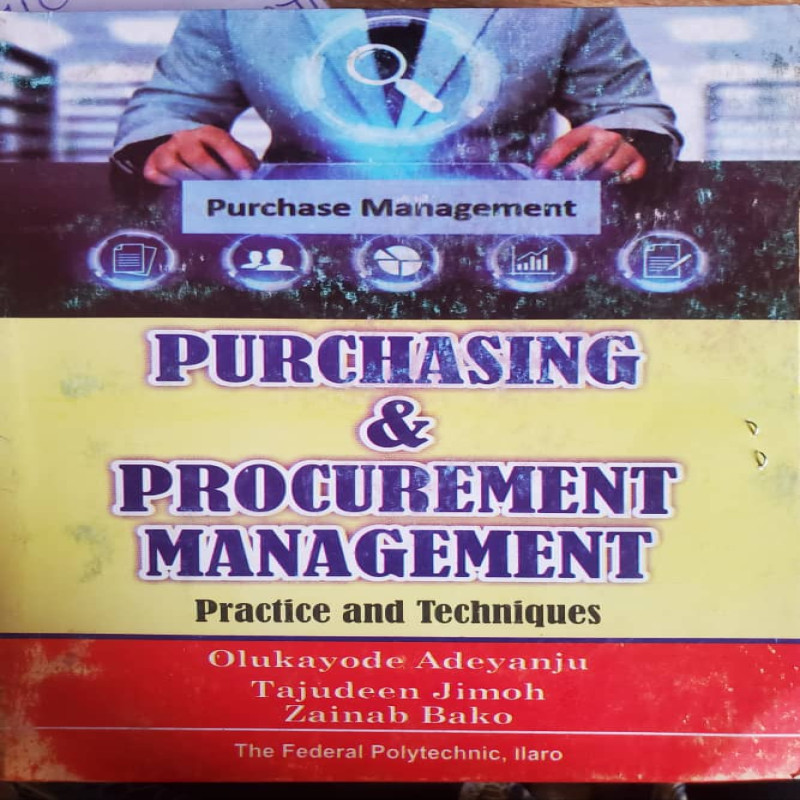 Purchase Management
PURCHASING
&
PROCUREMENT
MANAGEMENT
Practice and Techniques
Olukayode Adeyanju
Tajudeen Jimoh
Zainab Bako
The Federal Polytechnic, Ilaro